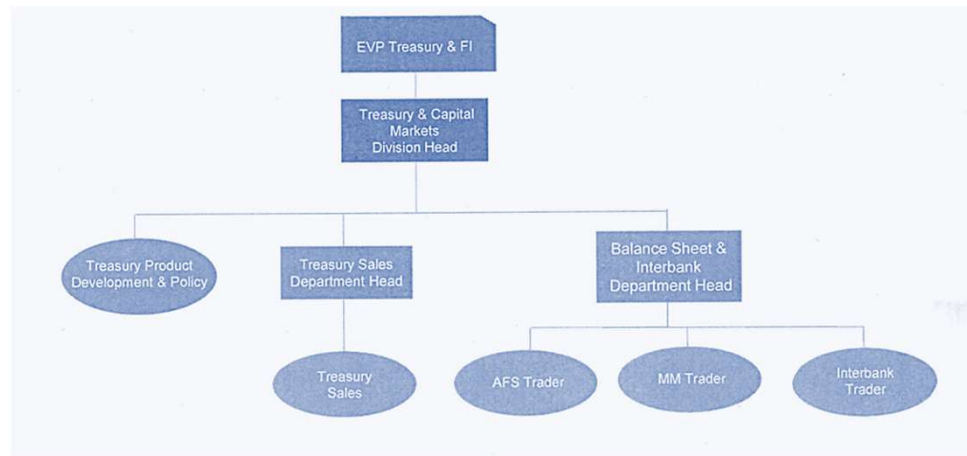 EVP Treasury & FI
Treasury & Capital
Markets
Division Head
Treasury Product
Development & Policy
Treasury Sales
Department Head
Balance Sheet &
Interbank
Department Head
Treasury
Sales
AFS Trader
MM Trader
Interbank
Trader